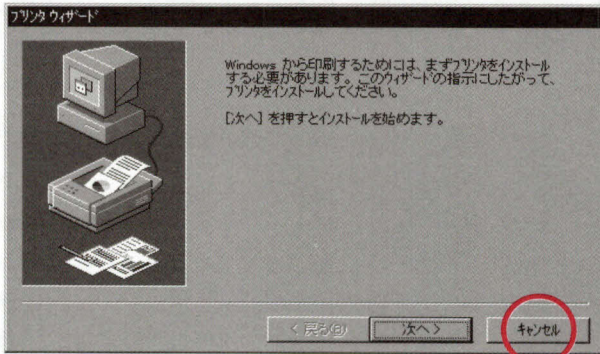 プリンタ ウィザード
Windows から印刷するためには、まずプリンタをインストール
する必要があります。このウィザードの指示にしたがって、
プリンタをインストールしてください。
[次へ] を押すとインストールを始めます。
< 戻る(B)
次へ >
キャンセル